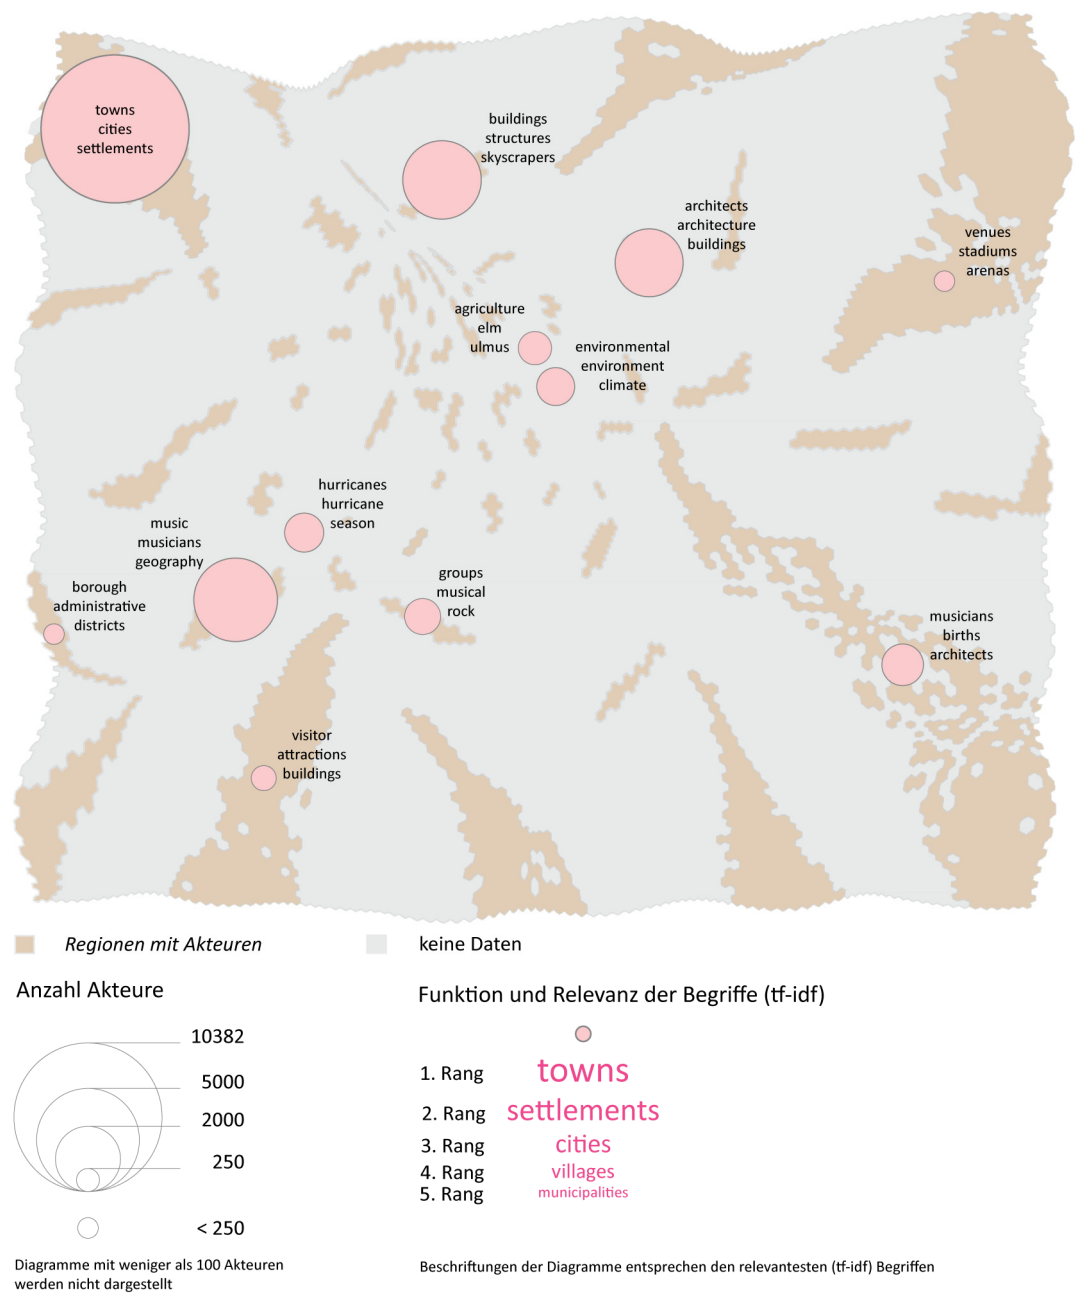 towns
cities
settlements
buildings
structures
skyscrapers
architects
architecture
buildings
venues
stadiums
arenas
agriculture
elm
ulmus
environmental
environment
climate
hurricanes
hurricane
season
music
musicians
geography
groups
musical
rock
borough
administrative
districts
musicians
births
architects
visitor
attractions
buildings
Regionen mit Akteuren
keine Daten
Anzahl Akteure
10382
5000
2000
250
< 250
Diagramme mit weniger als 100 Akteuren
werden nicht dargestellt
Funktion und Relevanz der Begriffe (tf-idf)
1. Rang towns
2. Rang settlements
3. Rang cities
4. Rang villages
5. Rang municipalities
Beschriftungen der Diagramme entsprechen den relevantesten (tf-idf) Begriffen